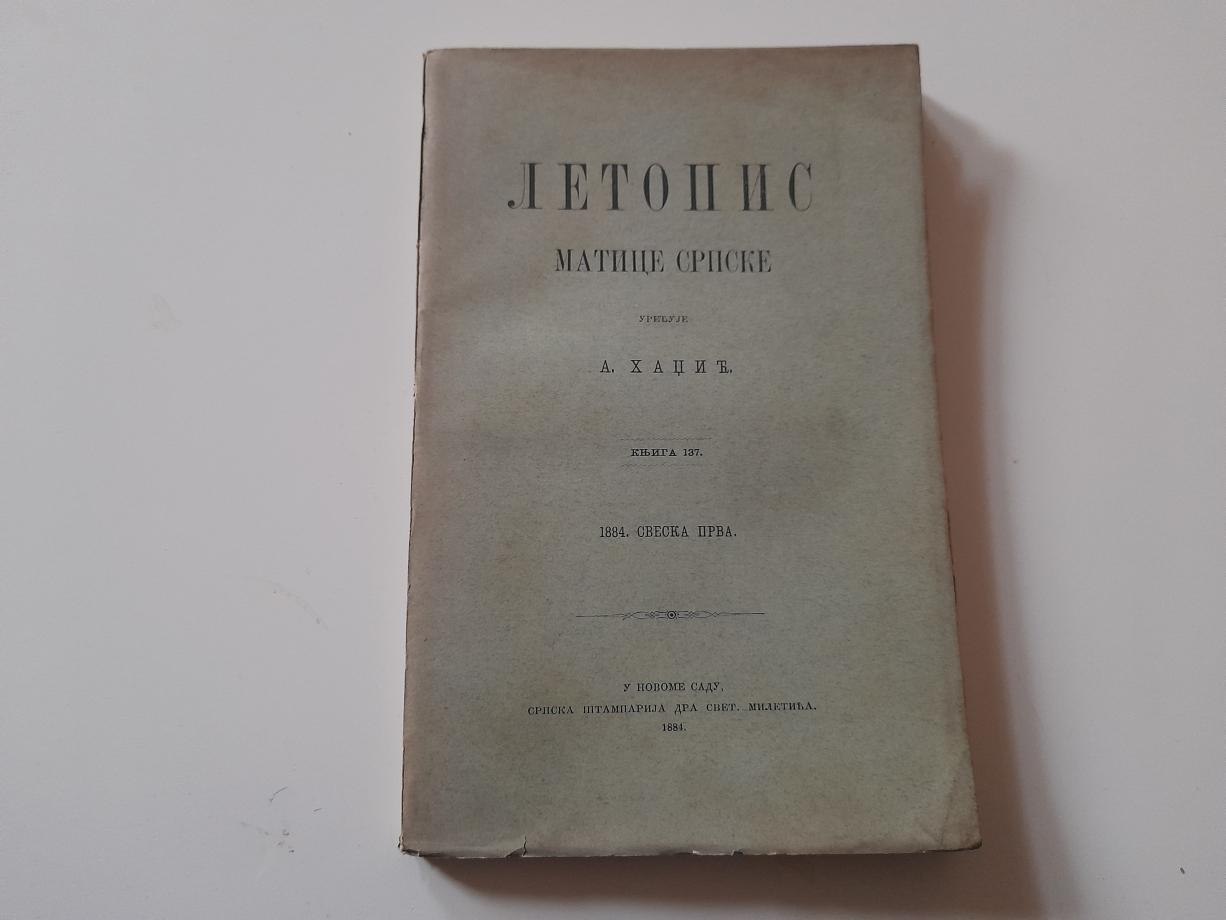 ЛЕТОПИС
МАТИЦЕ СРПСКЕ
УРЕЂУЈЕ
А. ХАЏИЋ.
КЊИГА 137.
1884. СВЕСКА ПРВА.
У НОВОМЕ САДУ,
СРПСКА ШТАМПАРИЈА ДРА СВЕТ. МИЛЕТИЋА.
1884.